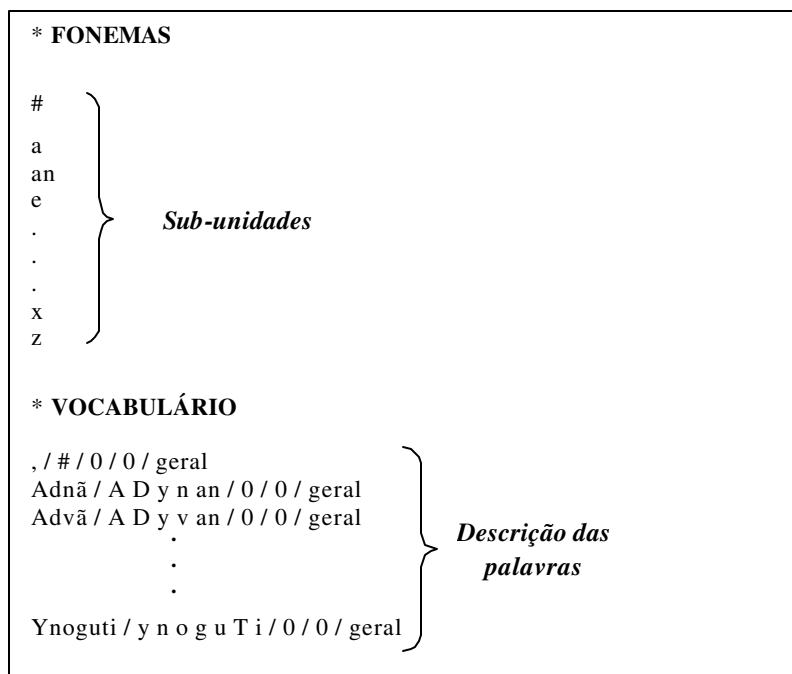 * FONEMAS
#
a
an
e
.
.
.
x
z
Sub-unidades
* VOCABULÁRIO
, / # / 0 / 0 / geral
Adnã / A D y n an / 0 / 0 / geral
Advã / A D y v an / 0 / 0 / geral
.
.
.
Ynoguti / y n o g u T i / 0 / 0 / geral
Descrição das
palavras